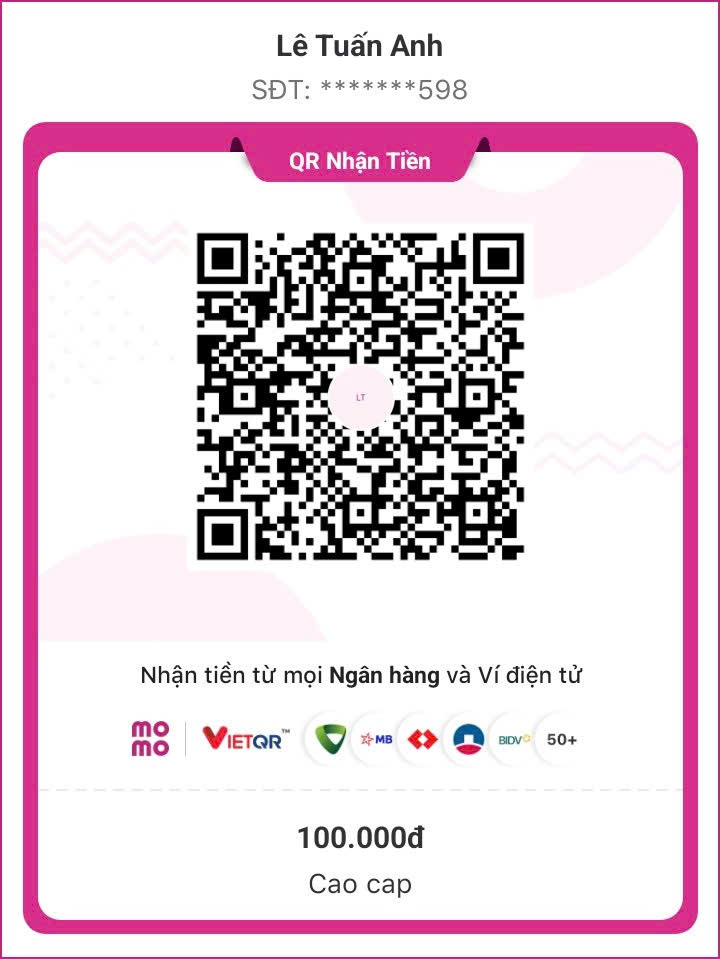 Lê Tuấn Anh
SĐT: *******598
QR Nhận Tiền
LT
Nhận tiền từ mọi Ngân hàng và Ví điện tử
mo
mo
VIETQR™
MB
BIDV
50+
100.000đ
Cao cap